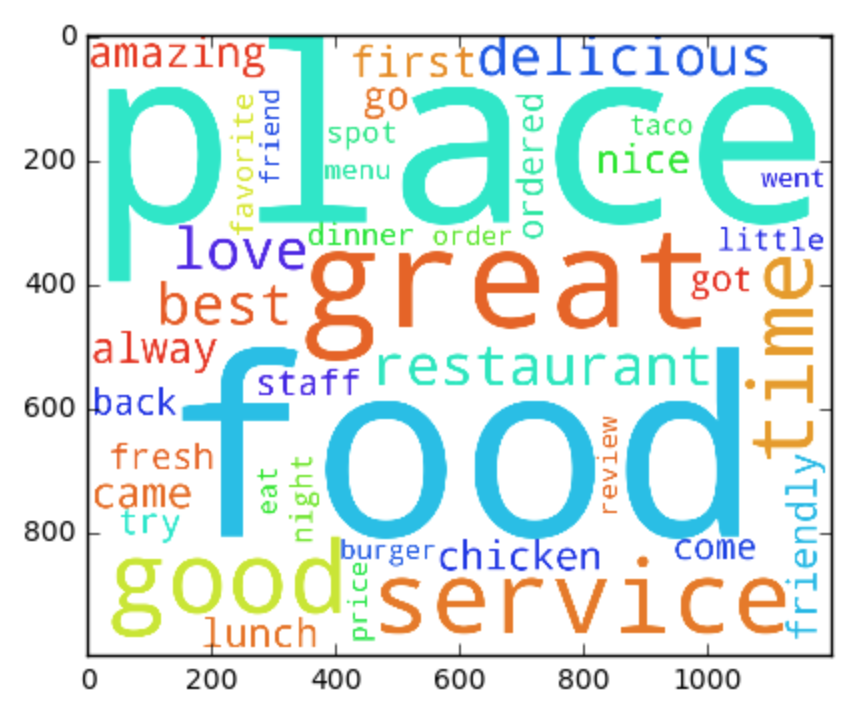 0
amazing
first
delicious
go
place
favorite
friend
spot
menu
ordered
taco
nice
went
200
love
dinner
order
little
great
got
best
400
time
alway
staff
restaurant
back
600
food
fresh
eat
night
review
came
try
friendly
800
good
burger
chicken
come
price
service
lunch
0 200 400 600 800 1000